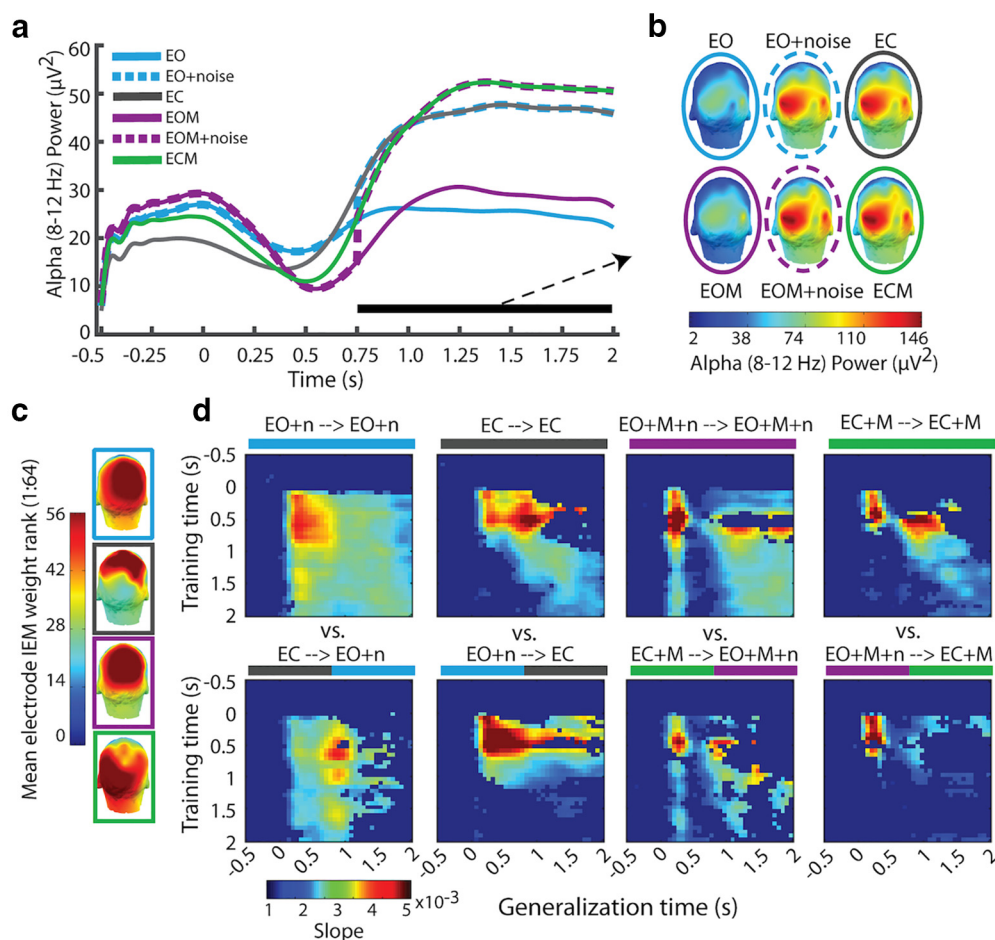 a
Alpha (8-12 Hz) Power (µV²)
60
50
40
30
20
10
0
EO
EO+noise
EC
EOM
EOM+noise
ECM
-0.5 -0.25 0 0.25 0.5 0.75 1.0 1.25 1.5 1.75 2
Time (s)
b
EO EO+noise EC
EOM EOM+noise ECM
2 38 74 110 146
Alpha (8-12 Hz) Power (µV²)
c
Mean electrode IEM weight rank (1:64)
56
42
28
14
0
d
EO+n --> EO+n EC --> EC EO+M+n --> EO+M+n EC+M --> EC+M
Training time (s)
-0.5
0
0.5
1
1.5
2
vs. vs. vs. vs.
EC --> EO+n EO+n --> EC EC+M --> EO+M+n EO+M+n --> EC+M
Training time (s)
-0.5
0
0.5
1
1.5
2
-0.5 0 0.5 1 1.5 2 -0.5 0 0.5 1 1.5 2 -0.5 0 0.5 1 1.5 2 -0.5 0 0.5 1 1.5 2
1 2 3 4 5 x10⁻³
Slope
Generalization time (s)